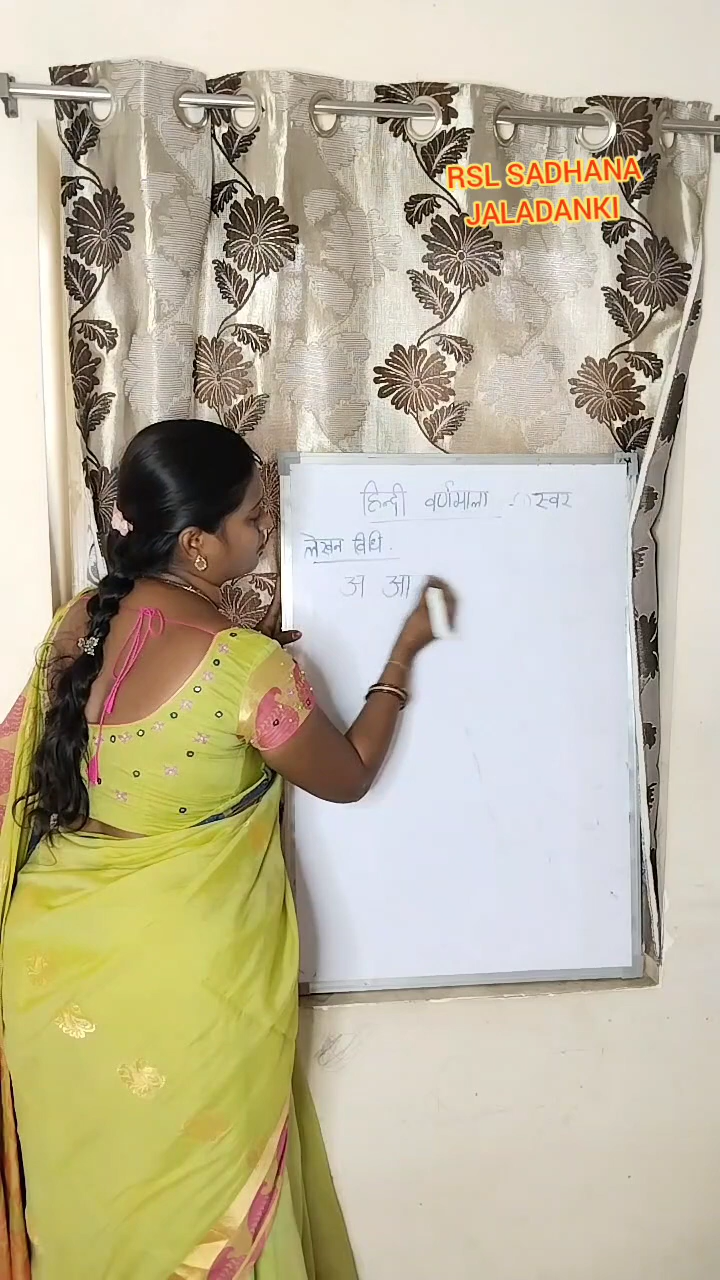 RSL SADHANA
JALADANKI
हिन्दी वर्णमाला - स्वर
लेखन विधि .
अ आ